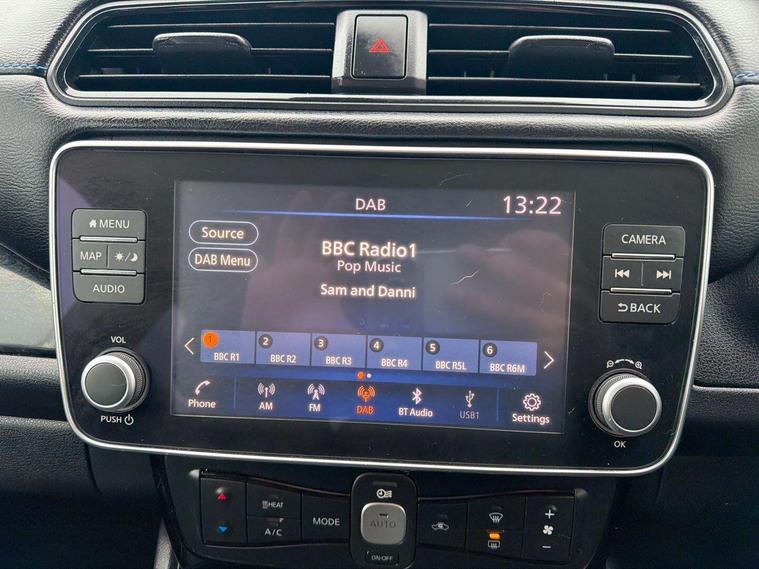 DAB 13:22
Source
DAB Menu
BBC Radio1
Pop Music
Sam and Danni
1 2 3 4 5 6
BBC R1 BBC R2 BBC R3 BBC R4 BBC R5L BBC R6M
Phone AM FM DAB BT Audio USB1 Settings
MENU
MAP
AUDIO
VOL
PUSH
CAMERA
BACK
OK
HEAT
A/C
MODE
AUTO
ON·OFF
+
−